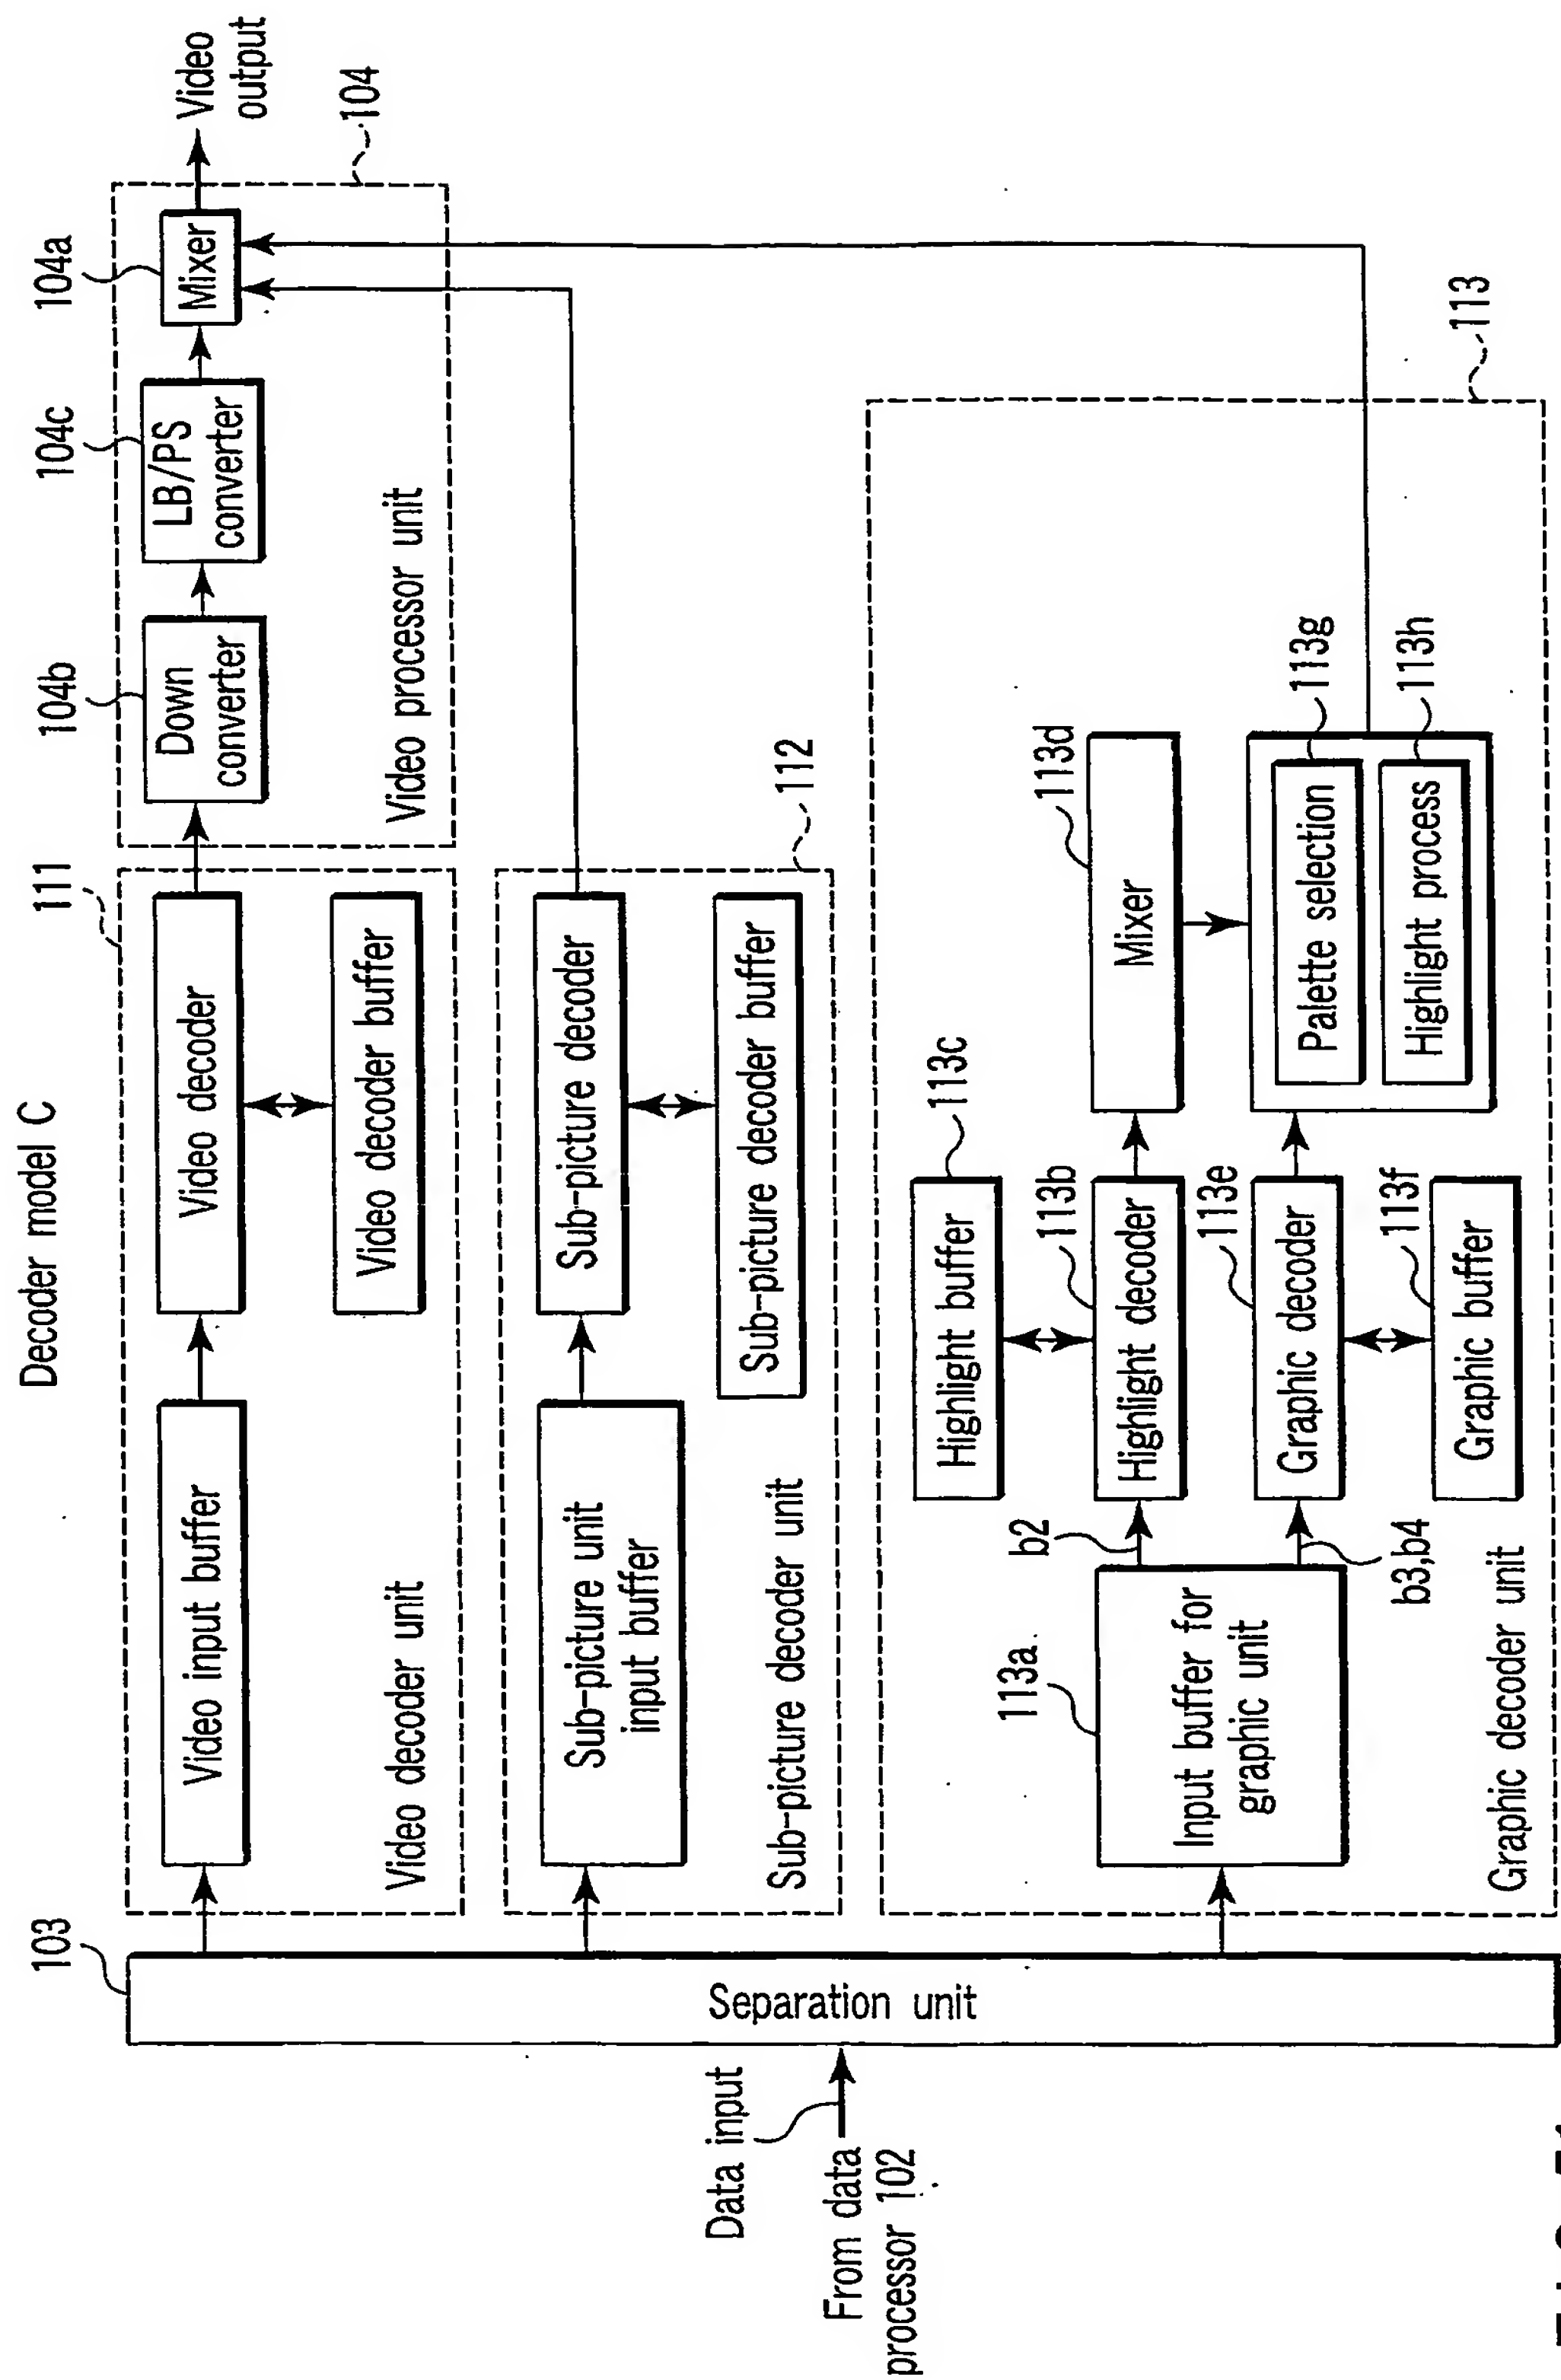 Decoder model C
103
Separation unit
Data input
From data
processor 102
111
Video input buffer
Video decoder
Video decoder buffer
Video decoder unit
104b
Down
converter
104c
LB/PS
converter
104a
Mixer
Video
output
104
Video processor unit
Sub-picture unit
input buffer
Sub-picture decoder
Sub-picture decoder buffer
Sub-picture decoder unit
112
113a
Input buffer for
graphic unit
b2
b3,b4
Highlight buffer
113c
Highlight decoder
113b
Graphic decoder
113e
Graphic buffer
113f
Mixer
113d
Palette selection
113g
Highlight process
113h
Graphic decoder unit
113